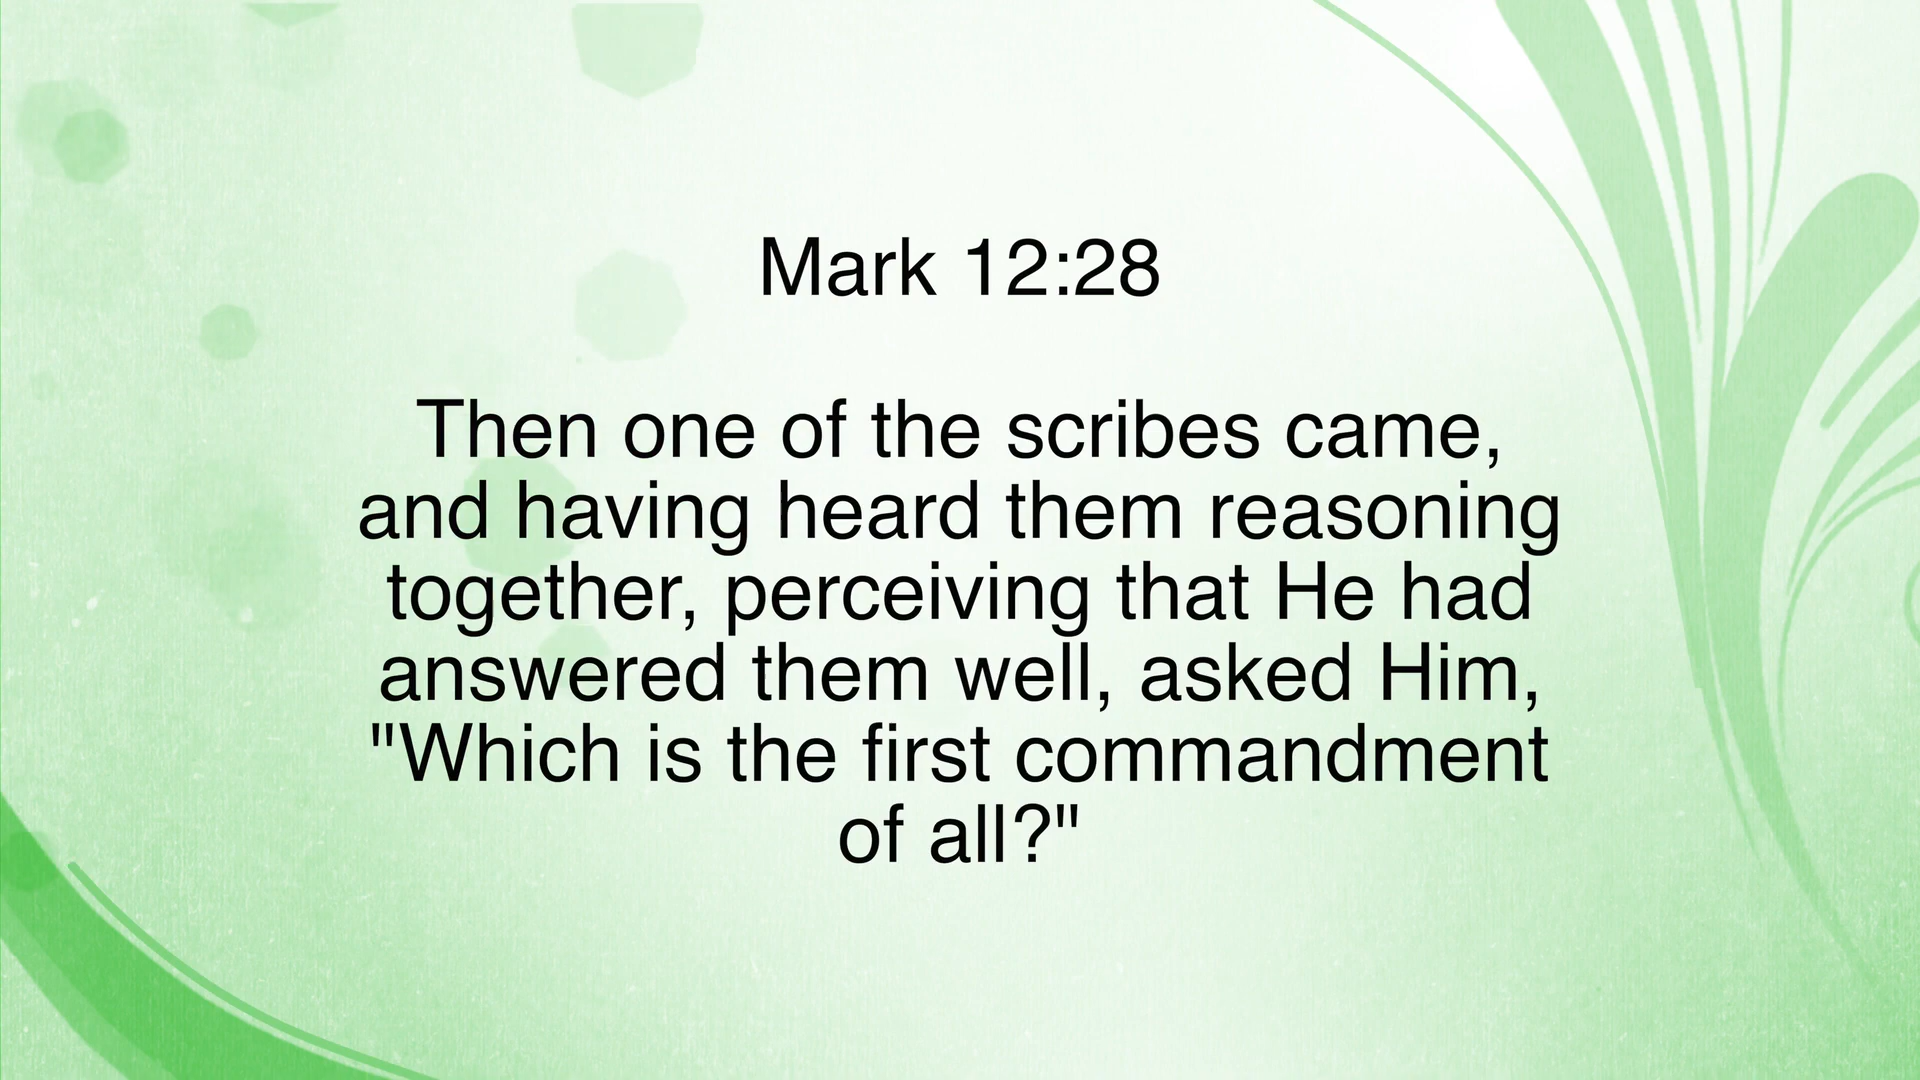 Mark 12:28
Then one of the scribes came,
and having heard them reasoning
together, perceiving that He had
answered them well, asked Him,
"Which is the first commandment
of all?"